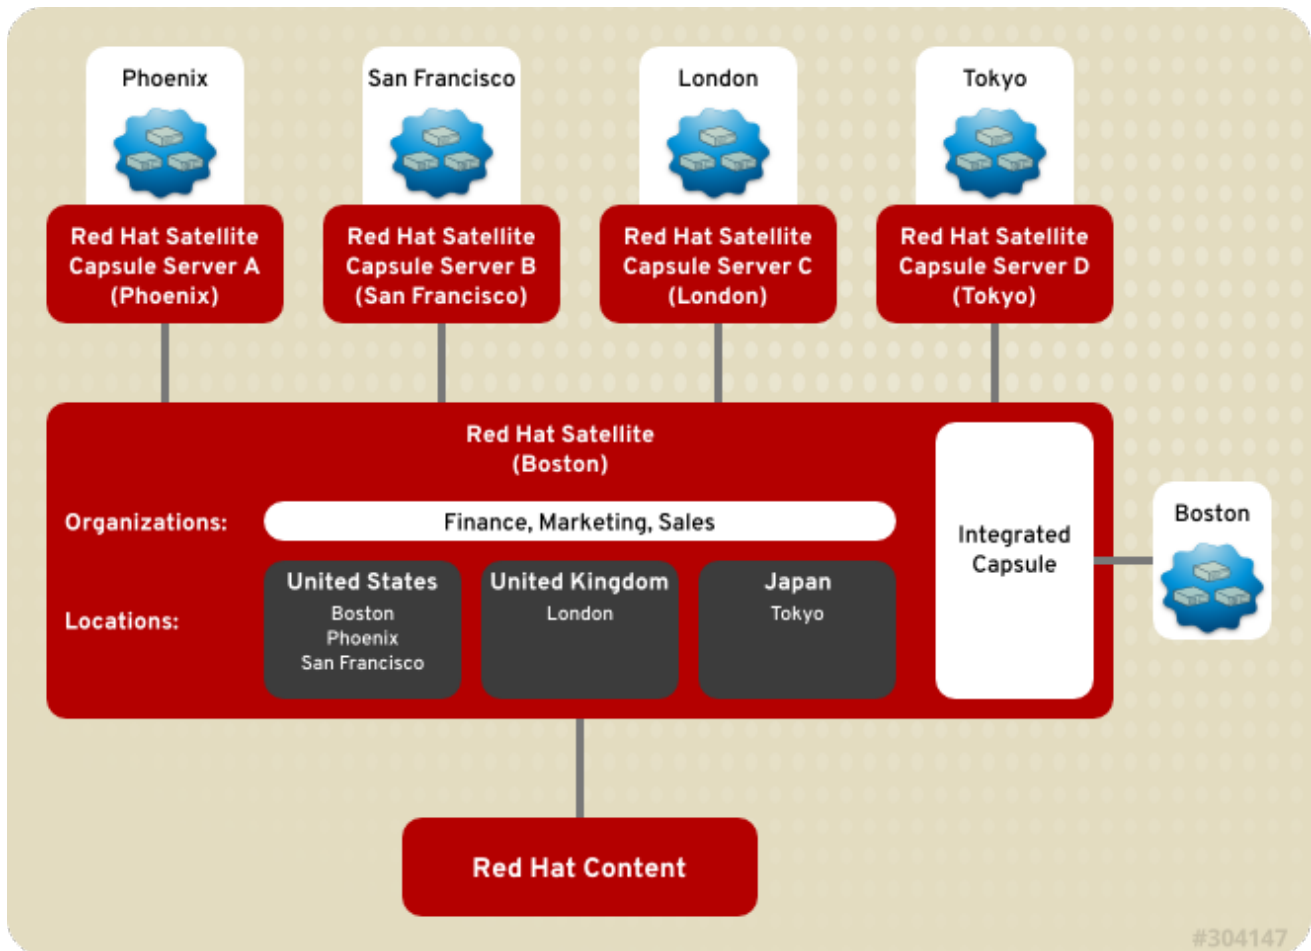 Phoenix
San Francisco
London
Tokyo
Red Hat Satellite
Capsule Server A
(Phoenix)
Red Hat Satellite
Capsule Server B
(San Francisco)
Red Hat Satellite
Capsule Server C
(London)
Red Hat Satellite
Capsule Server D
(Tokyo)
Red Hat Satellite
(Boston)
Organizations:
Finance, Marketing, Sales
Locations:
United States
Boston
Phoenix
San Francisco
United Kingdom
London
Japan
Tokyo
Integrated
Capsule
Boston
Red Hat Content
#304147